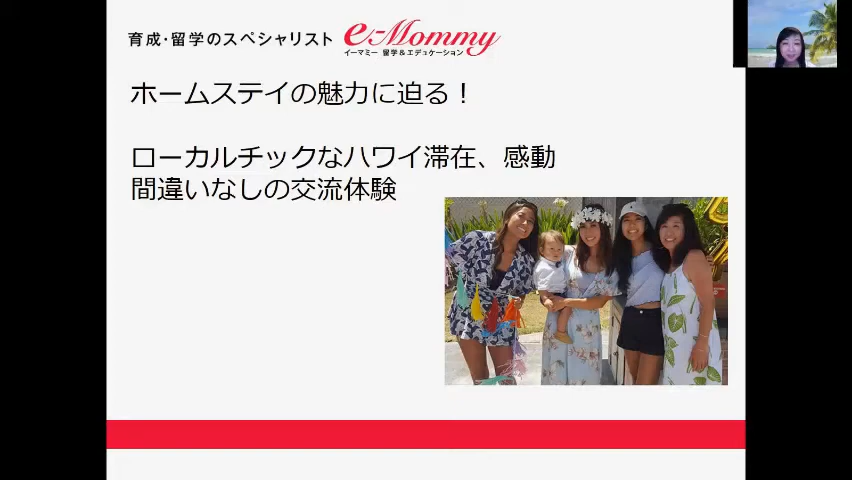 育成・留学のスペシャリスト e-Mommy
イーマミー 留学&エデュケーション
ホームステイの魅力に迫る！
ローカルチックなハワイ滞在、感動
間違いなしの交流体験